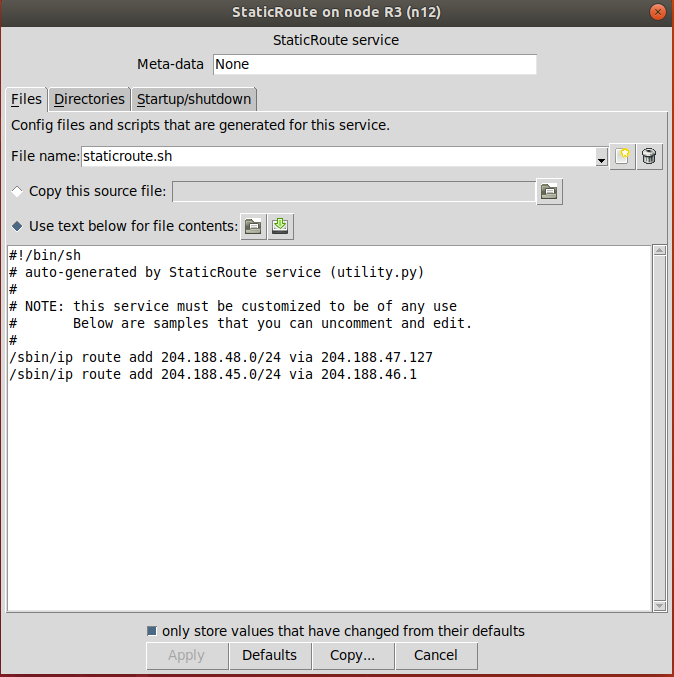 StaticRoute on node R3 (n12)
StaticRoute service
Meta-data None
Files Directories Startup/shutdown
Config files and scripts that are generated for this service.
File name: staticroute.sh
Copy this source file:
Use text below for file contents:
#!/bin/sh
# auto-generated by StaticRoute service (utility.py)
#
# NOTE: this service must be customized to be of any use
#       Below are samples that you can uncomment and edit.
#
/sbin/ip route add 204.188.48.0/24 via 204.188.47.127
/sbin/ip route add 204.188.45.0/24 via 204.188.46.1
only store values that have changed from their defaults
Apply Defaults Copy... Cancel